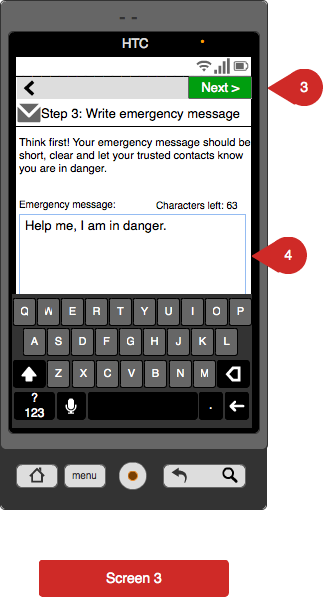 HTC
Next >
3
Step 3: Write emergency message
Think first! Your emergency message should be
short, clear and let your trusted contacts know
you are in danger.
Emergency message: Characters left: 63
Help me, I am in danger.
4
Q W E R T Y U I O P
A S D F G H J K L
Z X C V B N M
?
123 .
menu
Screen 3